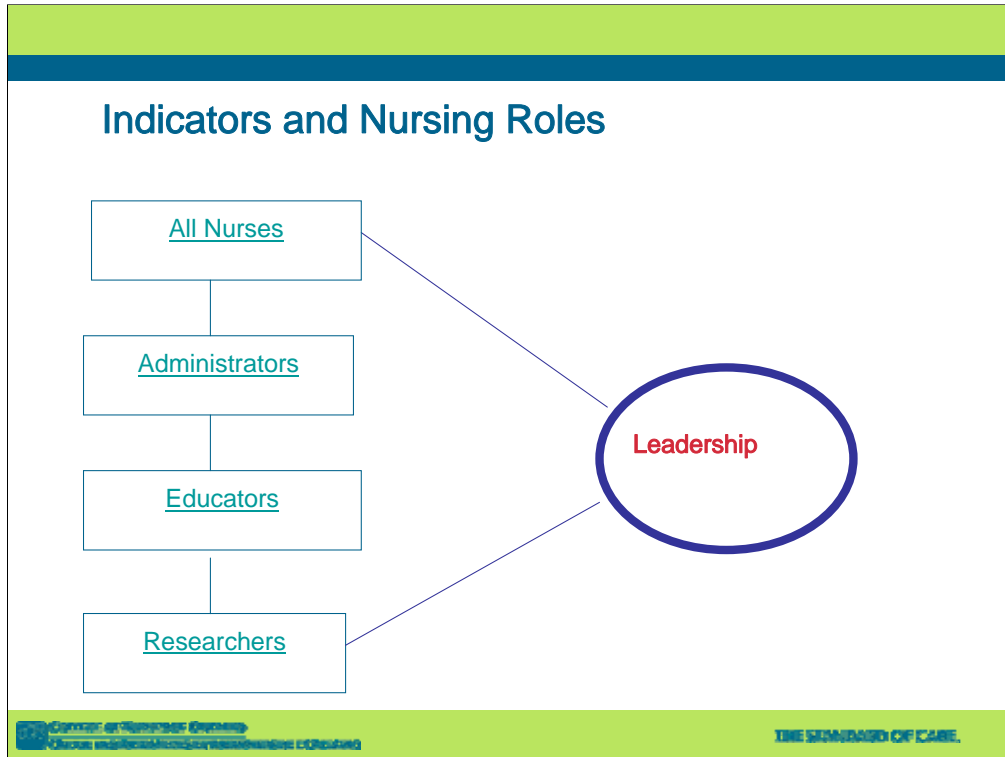 Indicators and Nursing Roles
All Nurses
Administrators
Leadership
Educators
Researchers
THE STANDARD OF CARE.